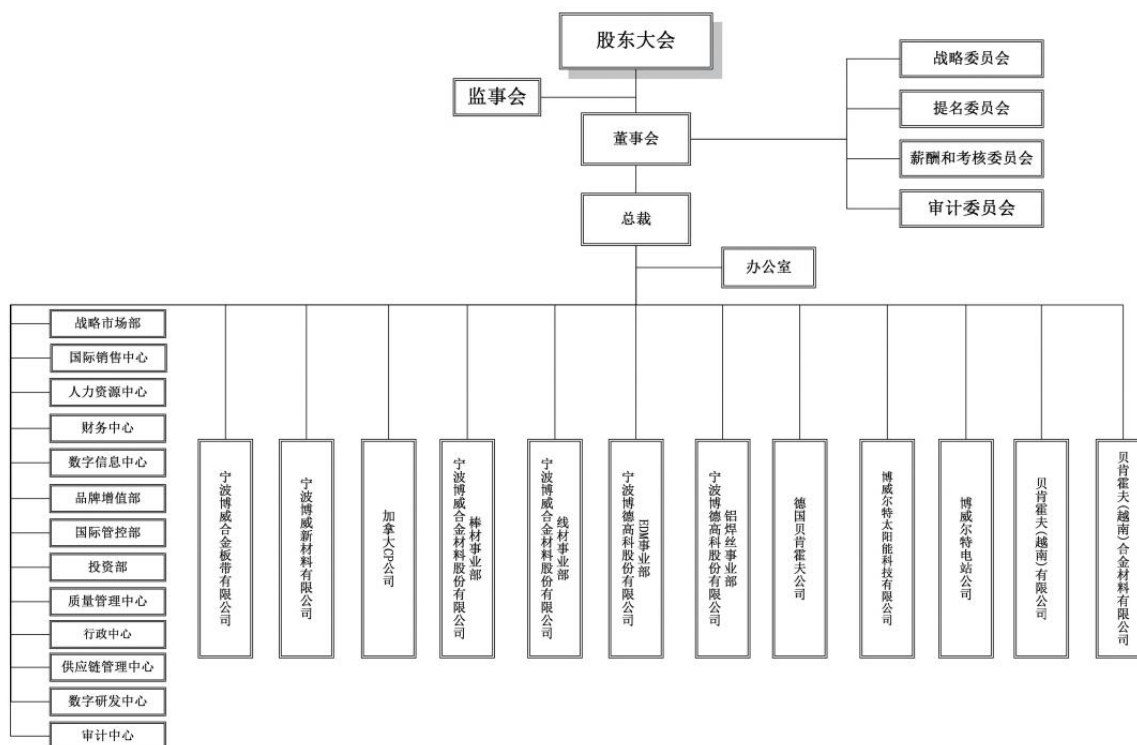 股东大会
监事会
董事会
战略委员会
提名委员会
薪酬和考核委员会
审计委员会
总裁
办公室
战略市场部
国际销售中心
人力资源中心
财务中心
数字信息中心
品牌增值部
国际管控部
投资部
质量管理中心
行政中心
供应链管理中心
数字研发中心
审计中心
宁波博威合金板带有限公司
宁波博威新材料有限公司
加拿大CP公司
棒材事业部
宁波博威合金材料股份有限公司
线材事业部
宁波博威合金材料股份有限公司
EDM事业部
宁波博德高科股份有限公司
铝焊丝事业部
宁波博德高科股份有限公司
德国贝肯霍夫公司
博威尔特太阳能科技有限公司
博威尔特电站公司
贝肯霍夫(越南)有限公司
贝肯霍夫(越南)合金材料有限公司